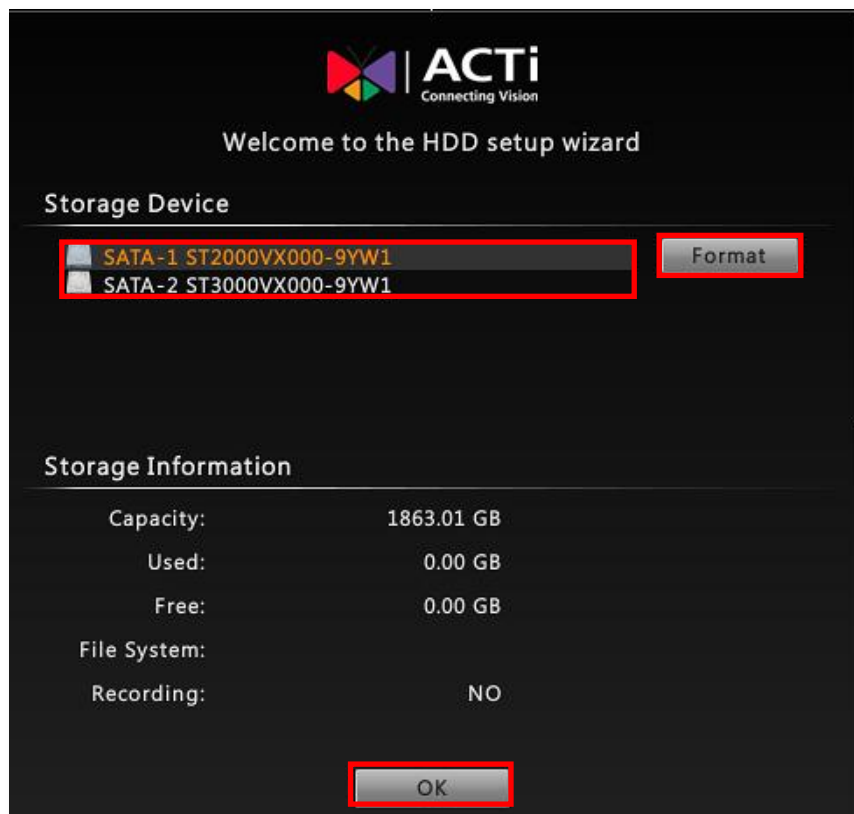 ACTi
Connecting Vision
Welcome to the HDD setup wizard
Storage Device
SATA-1 ST2000VX000-9YW1
Format
SATA-2 ST3000VX000-9YW1
Storage Information
Capacity: 1863.01 GB
Used: 0.00 GB
Free: 0.00 GB
File System:
Recording: NO
OK